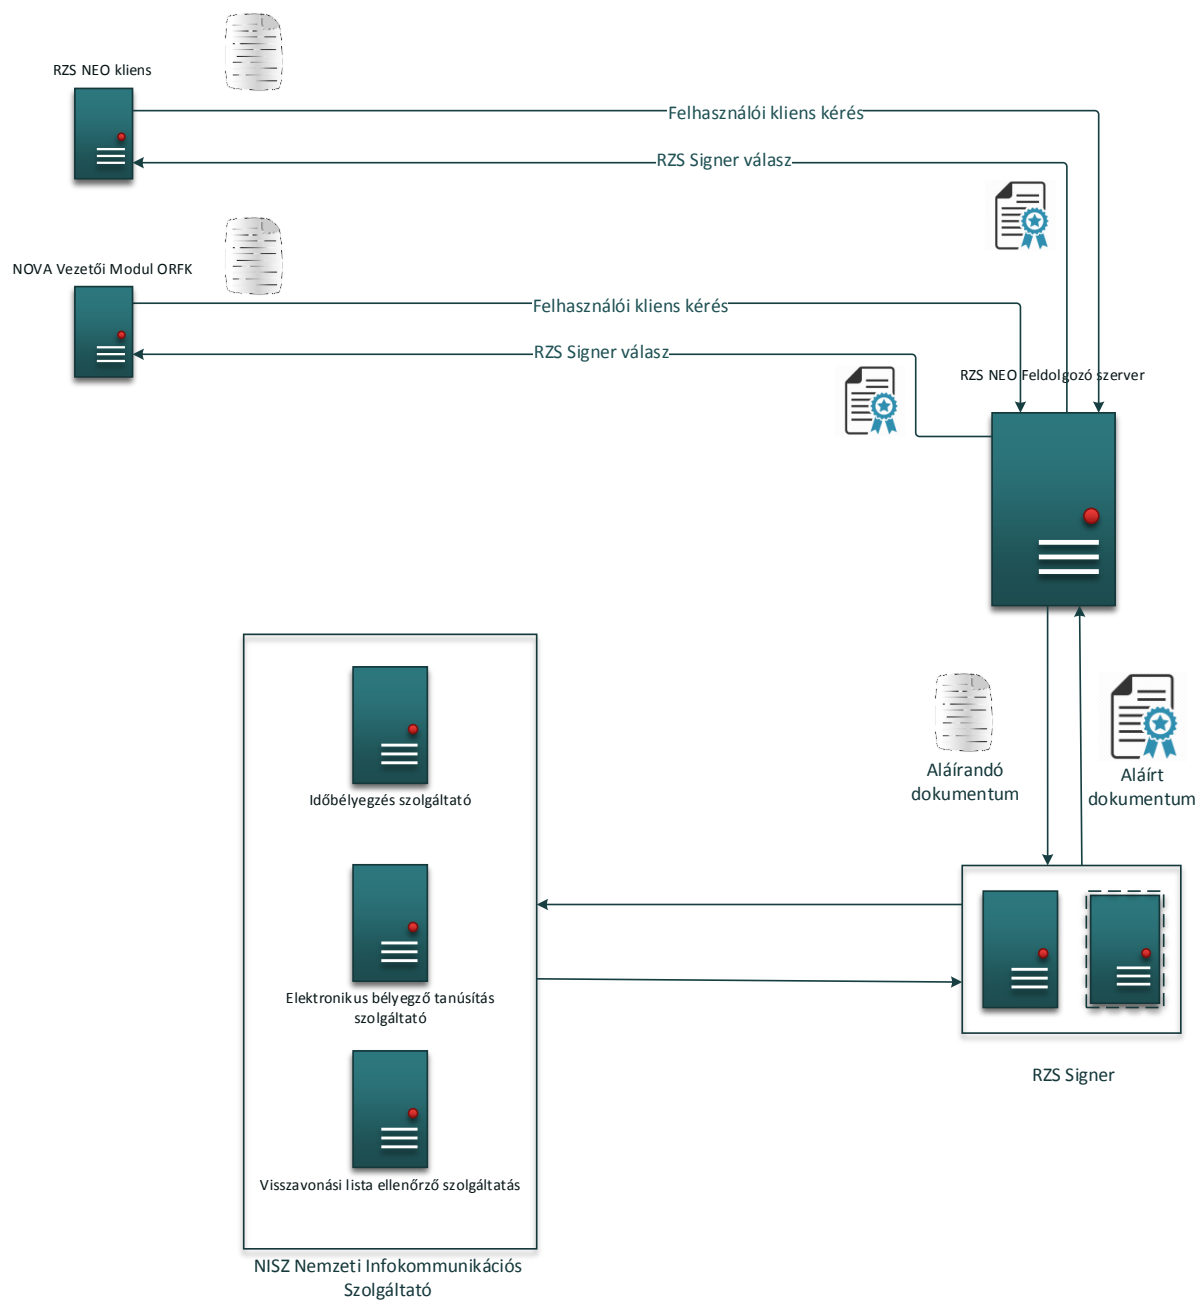 RZS NEO kliens
Felhasználói kliens kérés
RZS Signer válasz
NOVA Vezetői Modul ORFK
Felhasználói kliens kérés
RZS Signer válasz
RZS NEO Feldolgozó szerver
Aláírandó
dokumentum
Aláírt
dokumentum
Időbélyegzés szolgáltató
Elektronikus bélyegző tanúsítás
szolgáltató
RZS Signer
Visszavonási lista ellenőrző szolgáltatás
NISZ Nemzeti Infokommunikációs
Szolgáltató